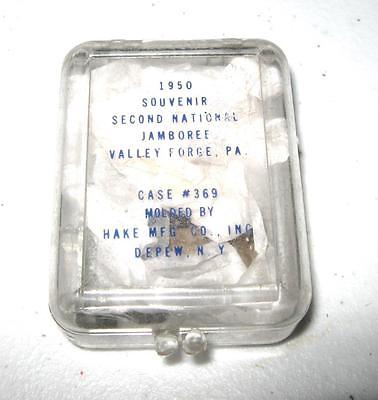 1950
SOUVENIR
SECOND NATIONAL
JAMBOREE
VALLEY FORGE, PA.
CASE #369
MOLDED BY
HAKE MFG CO., INC
DEPEW, N. Y